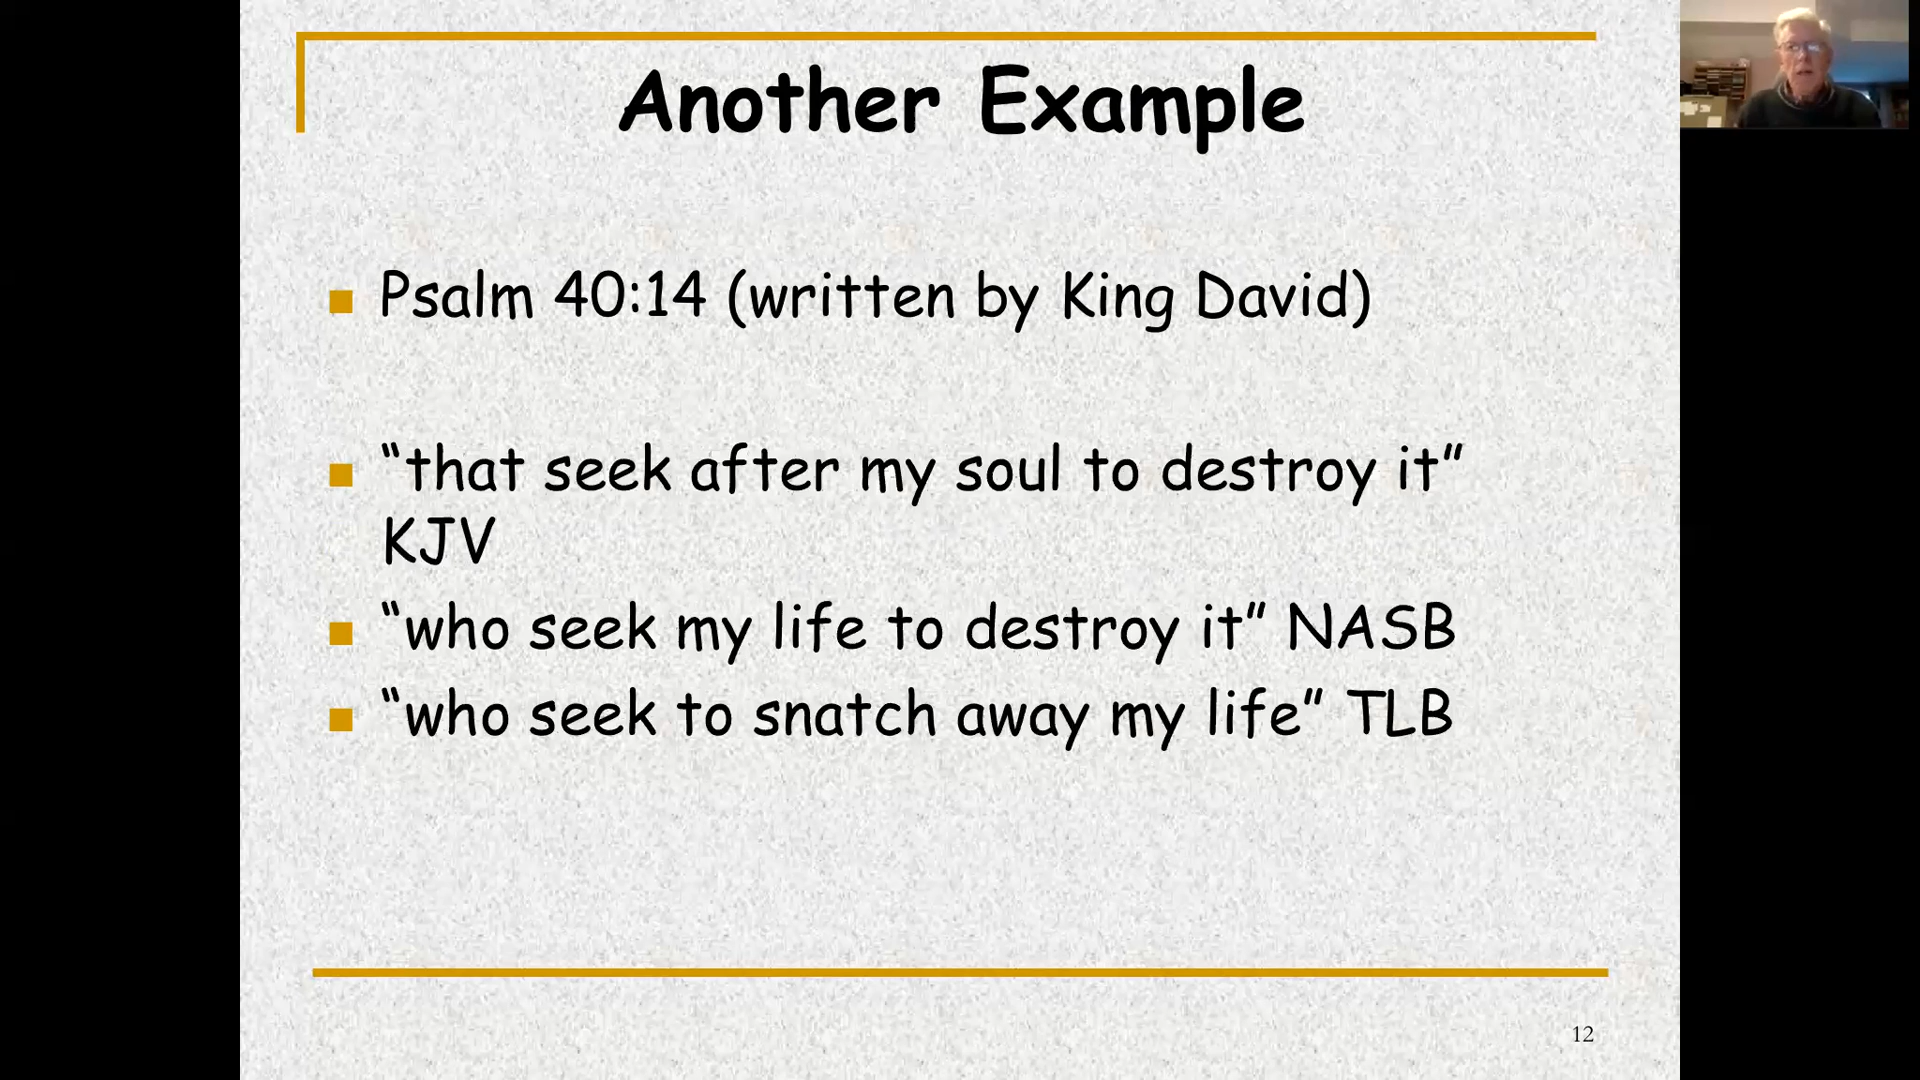 Another Example
Psalm 40:14 (written by King David)
“that seek after my soul to destroy it”
KJV
“who seek my life to destroy it” NASB
“who seek to snatch away my life” TLB
12